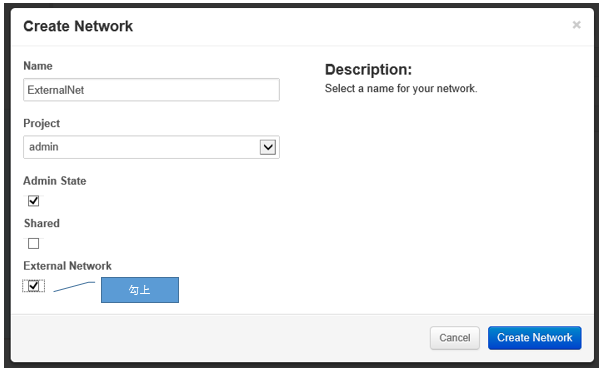 Create Network
×
Name
Description:
ExternalNet
Select a name for your network.
Project
admin
Admin State
Shared
External Network
勾上
Cancel
Create Network